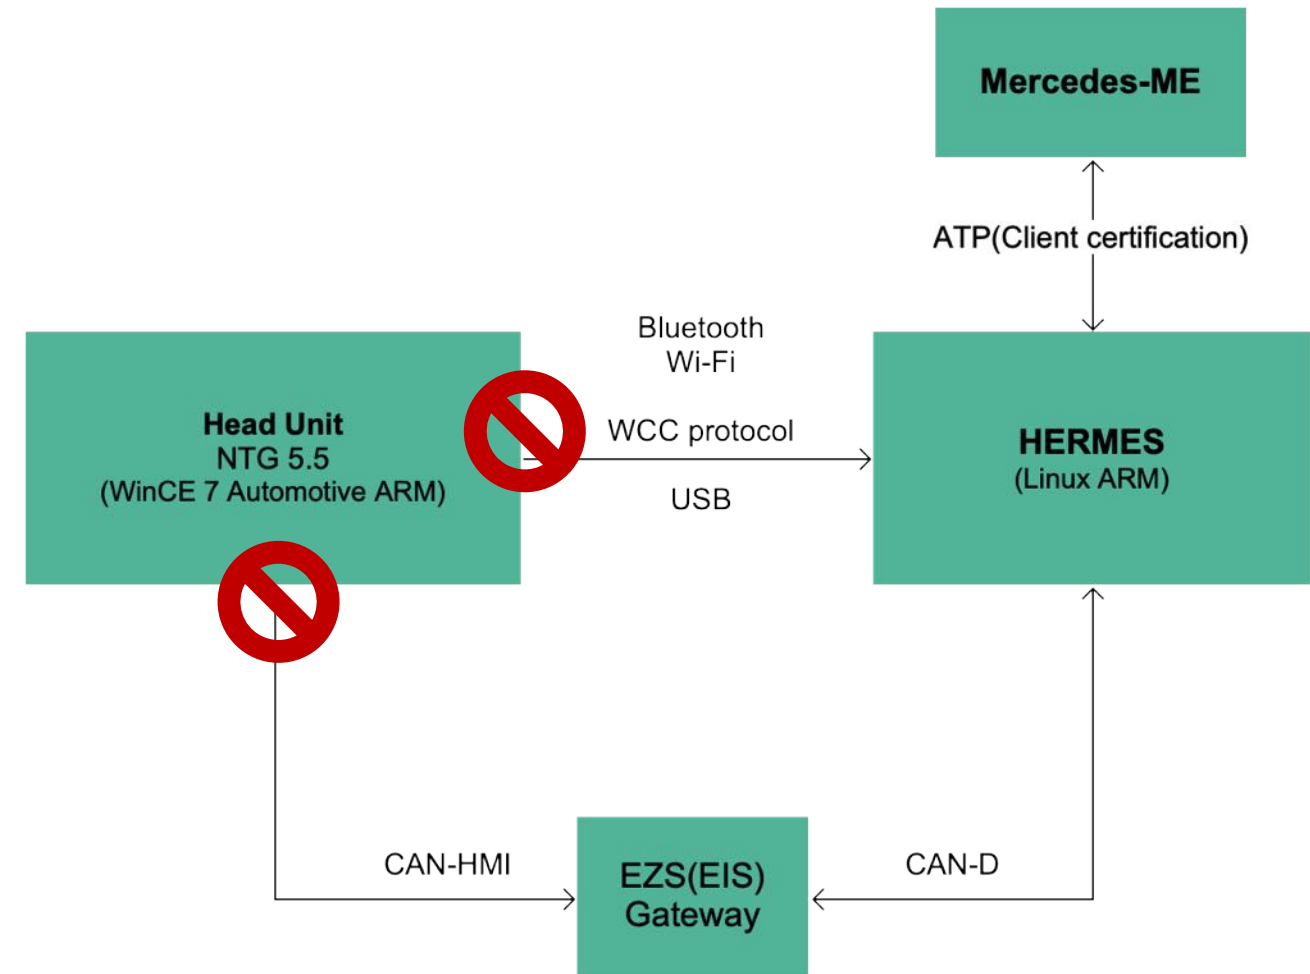 Mercedes-ME
ATP(Client certification)
Bluetooth
Wi-Fi
WCC protocol
USB
Head Unit
NTG 5.5
(WinCE 7 Automotive ARM)
HERMES
(Linux ARM)
CAN-HMI
EZS(EIS)
Gateway
CAN-D